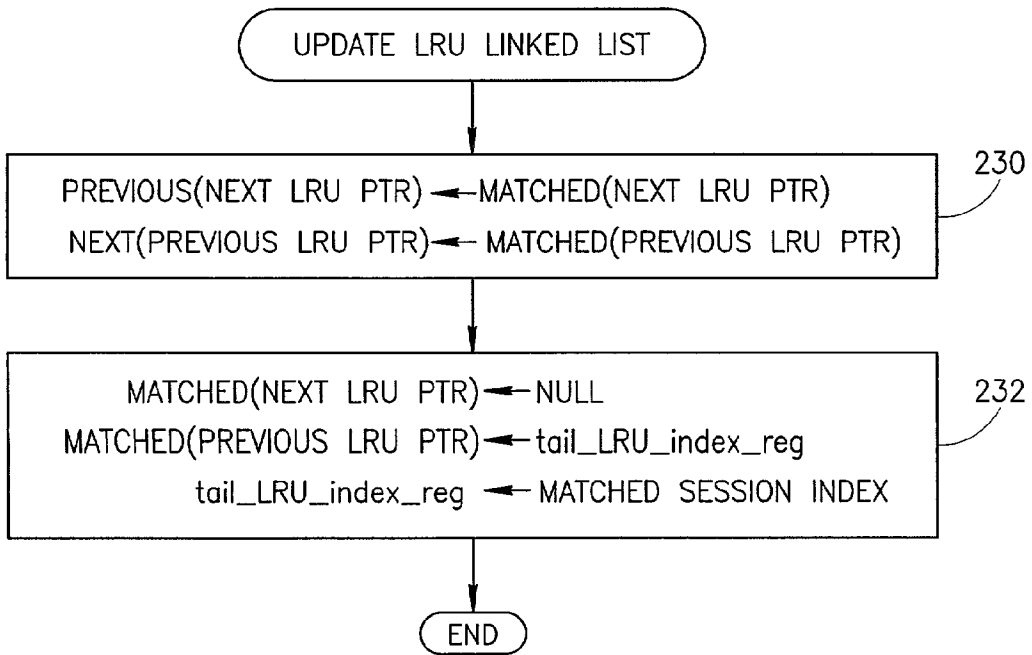 UPDATE LRU LINKED LIST
230
PREVIOUS(NEXT LRU PTR)←MATCHED(NEXT LRU PTR)
NEXT(PREVIOUS LRU PTR)← MATCHED(PREVIOUS LRU PTR)
232
MATCHED(NEXT LRU PTR)←NULL
MATCHED(PREVIOUS LRU PTR)←tail_LRU_index_reg
tail_LRU_index_reg ← MATCHED SESSION INDEX
END